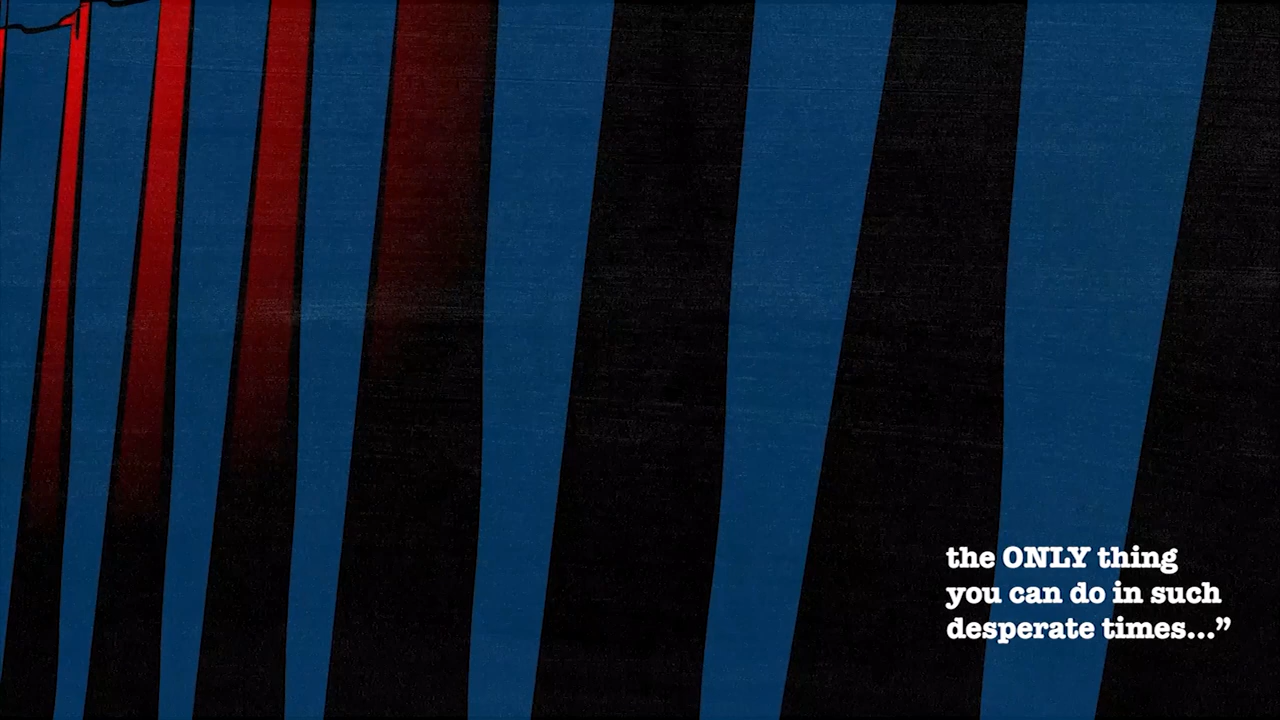 the ONLY thing
you can do in such
desperate times...”